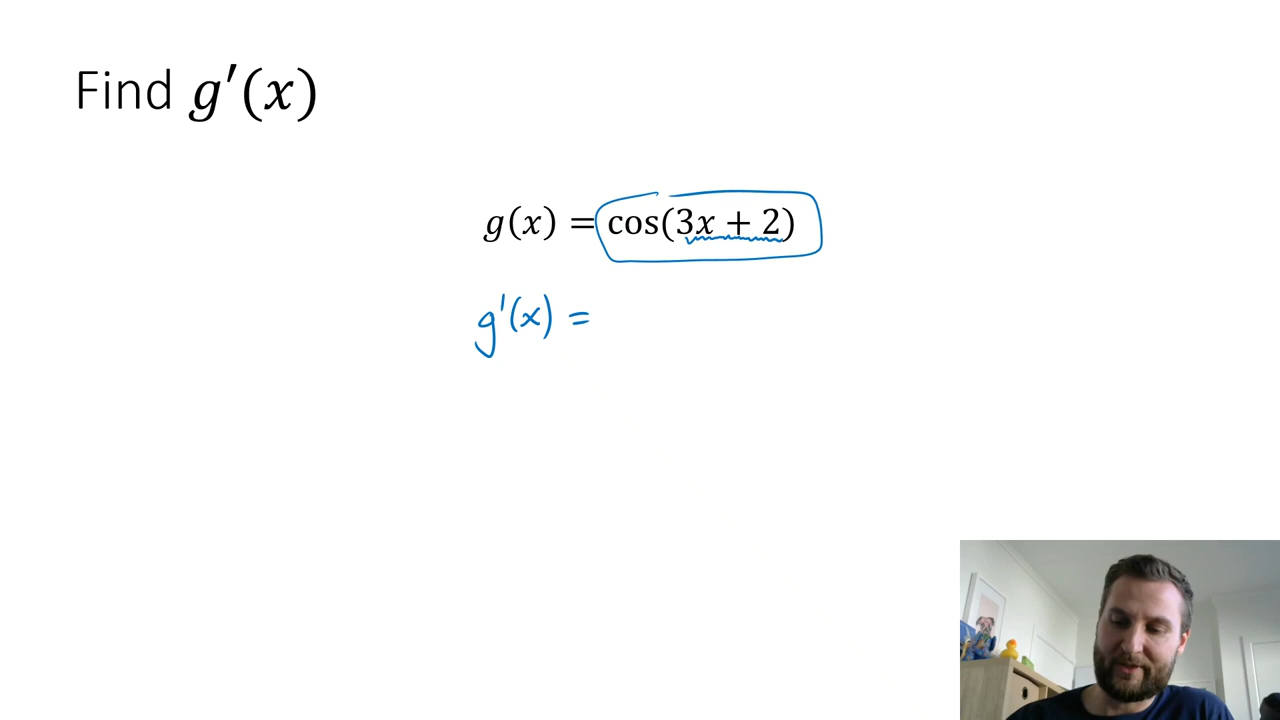 Find g′(x)
g(x) = cos(3x + 2)
g'(x) =